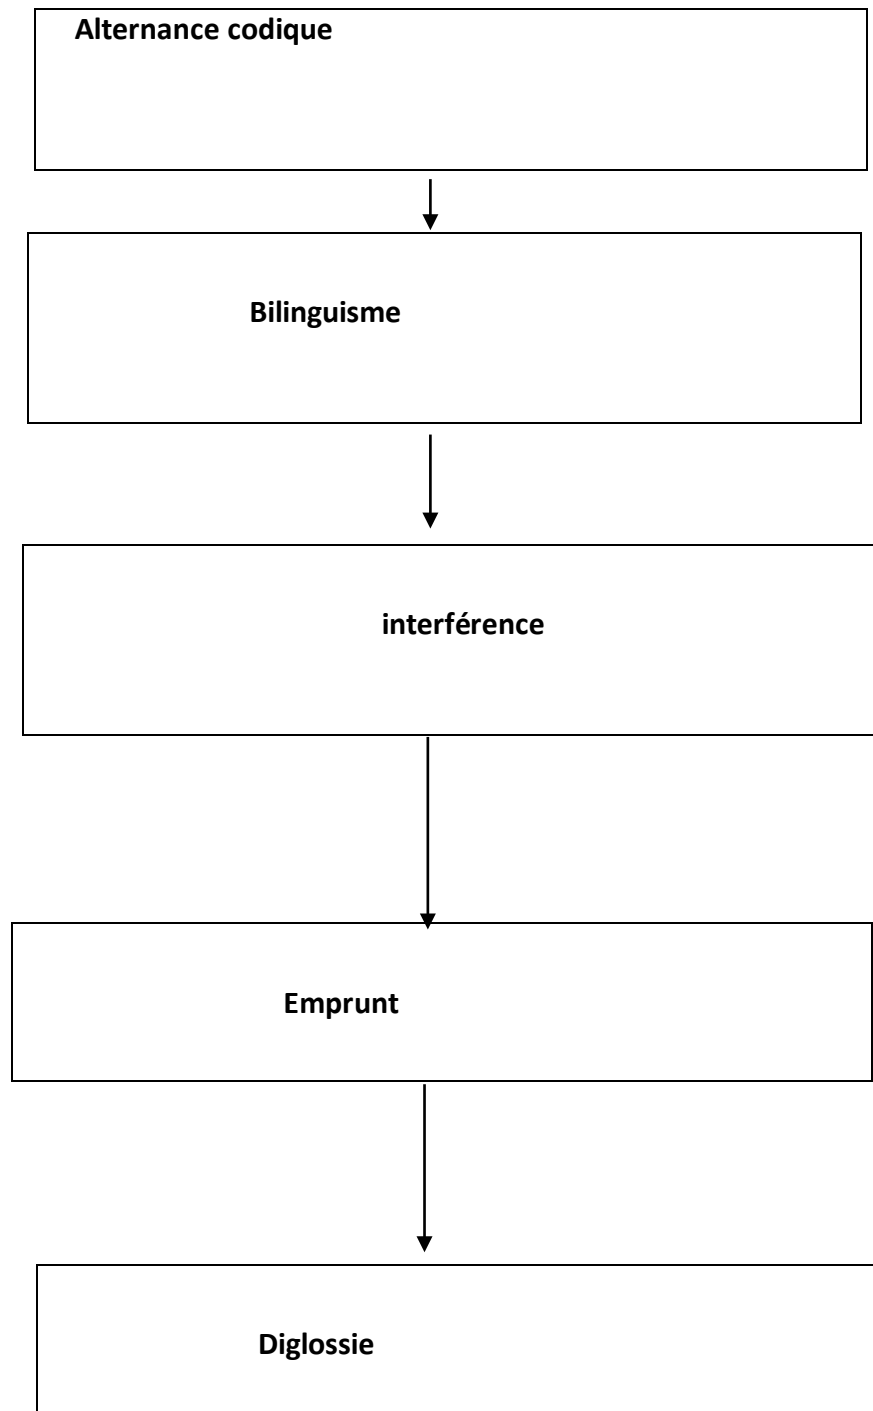 Alternance codique
Bilinguisme
interférence
Emprunt
Diglossie